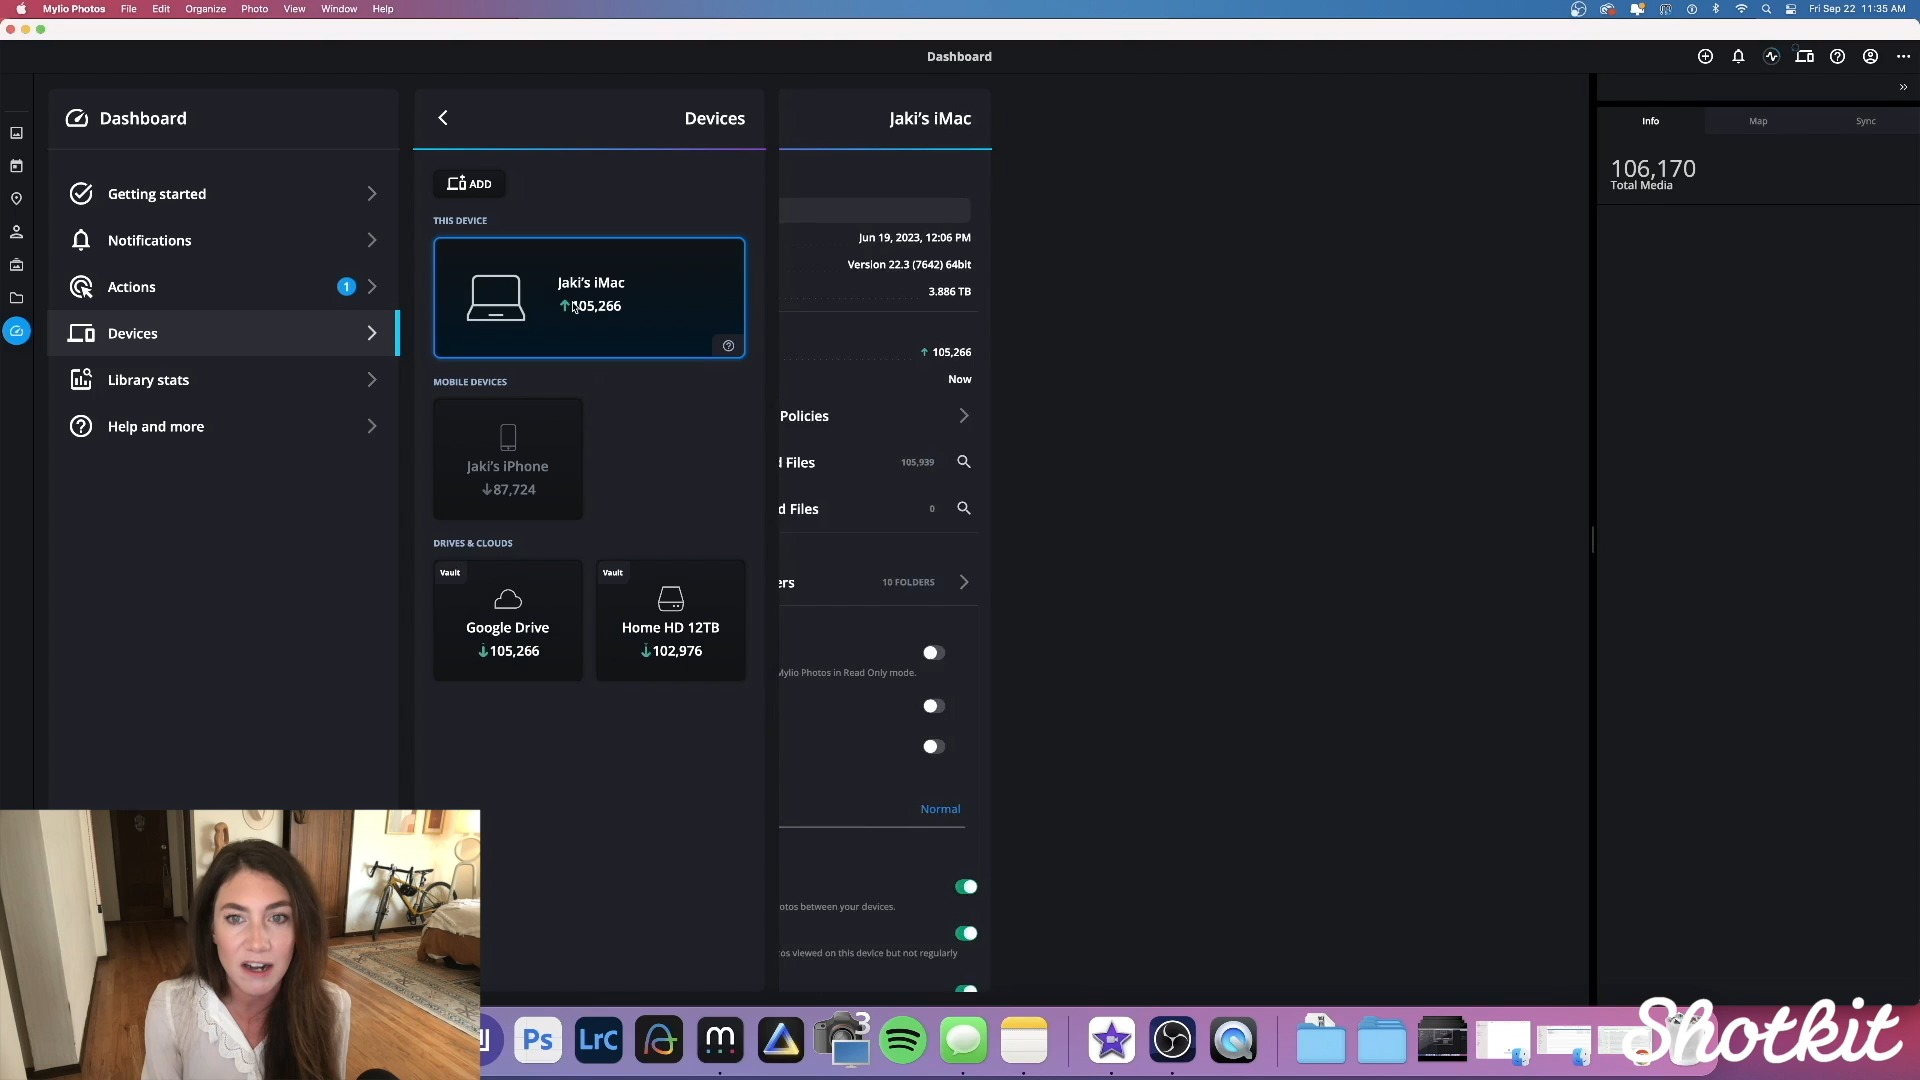 Mylio Photos File Edit Organize Photo View Window Help
Fri Sep 22 11:35 AM
Dashboard
Dashboard
Getting started
Notifications
Actions
1
Devices
Library stats
Help and more
Devices
ADD
THIS DEVICE
Jaki's iMac
↑105,266
MOBILE DEVICES
Jaki's iPhone
↓87,724
DRIVES & CLOUDS
Vault
Google Drive
↓105,266
Vault
Home HD 12TB
↓102,976
Jaki's iMac
Jun 19, 2023, 12:06 PM
Version 22.3 (7642) 64bit
3.886 TB
↑ 105,266
Now
Policies
d Files 105,939
d Files 0
ers 10 FOLDERS
Mylio Photos in Read Only mode.
Normal
otos between your devices.
os viewed on this device but not regularly
Info Map Sync
106,170
Total Media
Ps
LrC
m
3
Shotkit